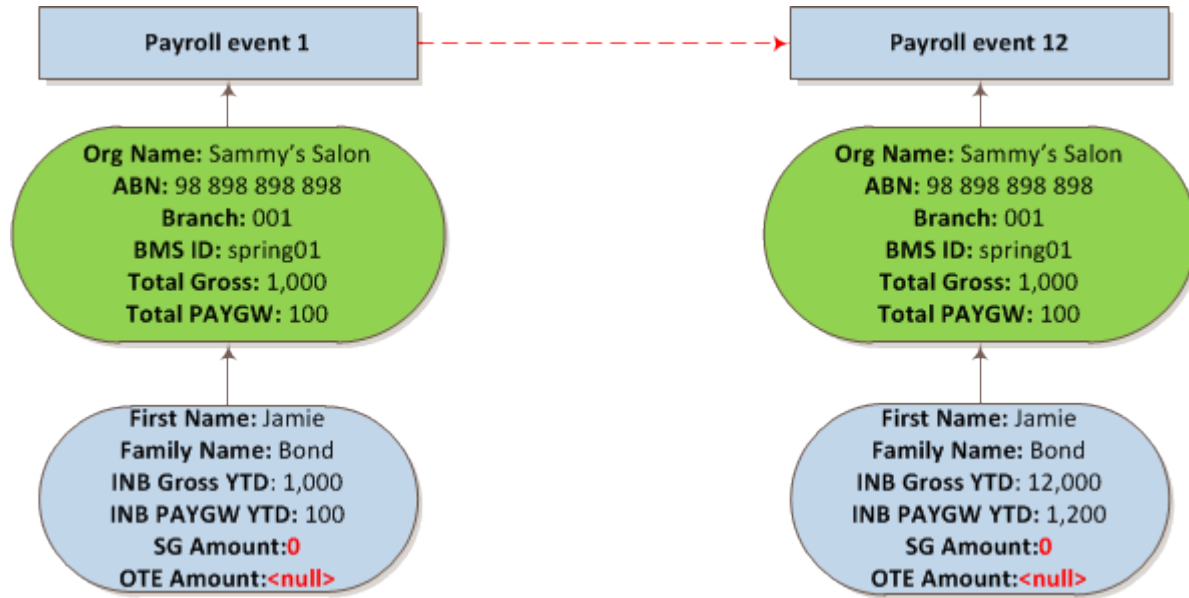 Payroll event 1
Payroll event 12
Org Name: Sammy's Salon
ABN: 98 898 898 898
Branch: 001
BMS ID: spring01
Total Gross: 1,000
Total PAYGW: 100
Org Name: Sammy's Salon
ABN: 98 898 898 898
Branch: 001
BMS ID: spring01
Total Gross: 1,000
Total PAYGW: 100
First Name: Jamie
Family Name: Bond
INB Gross YTD: 1,000
INB PAYGW YTD: 100
SG Amount:0
OTE Amount:<null>
First Name: Jamie
Family Name: Bond
INB Gross YTD: 12,000
INB PAYGW YTD: 1,200
SG Amount:0
OTE Amount:<null>